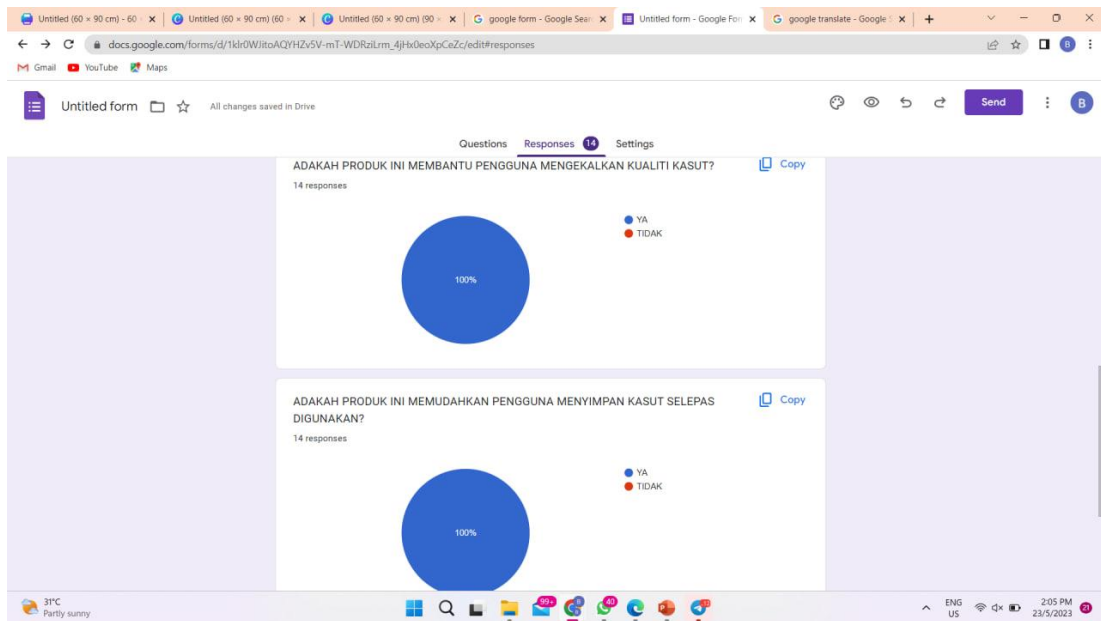 Untitled (60 × 90 cm) - 60
Untitled (60 × 90 cm) (60
Untitled (60 × 90 cm) (90
google form - Google Sear
Untitled form - Google For
google translate - Google
docs.google.com/forms/d/1klr0WJitoAQYHZv5V-mT-WDRziLrm_4jHx0eoXpCeZc/edit#responses
Gmail YouTube Maps
Untitled form All changes saved in Drive Send B
Questions Responses 14 Settings
ADAKAH PRODUK INI MEMBANTU PENGGUNA MENGEKALKAN KUALITI KASUT? Copy
14 responses
YA
TIDAK
100%
ADAKAH PRODUK INI MEMUDAHKAN PENGGUNA MENYIMPAN KASUT SELEPAS Copy
DIGUNAKAN?
14 responses
YA
TIDAK
100%
31°C
Partly sunny
99+
40
ENG
US
2:05 PM
23/5/2023
21